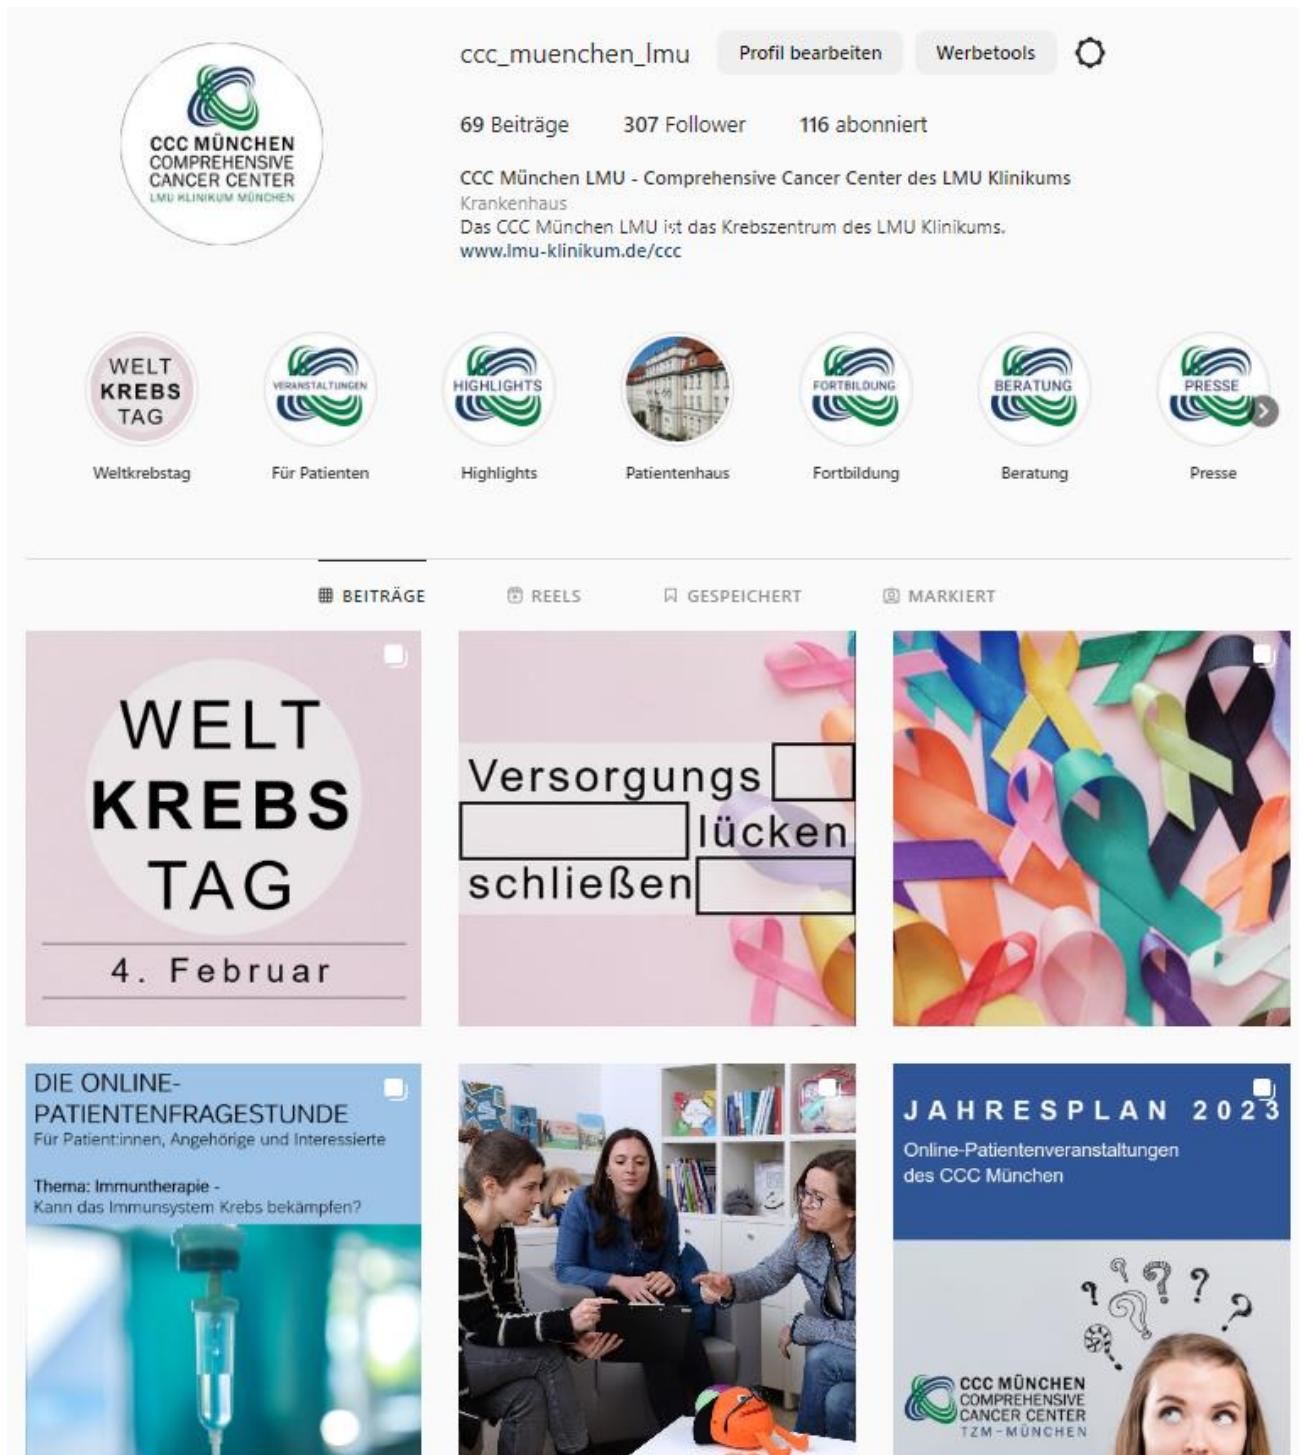 ccc_muenchen_lmu Profil bearbeiten Werbetools
69 Beiträge 307 Follower 116 abonniert
CCC MÜNCHEN
COMPREHENSIVE
CANCER CENTER
LMU KLINIKUM MÜNCHEN
CCC München LMU - Comprehensive Cancer Center des LMU Klinikums
Krankenhaus
Das CCC München LMU ist das Krebszentrum des LMU Klinikums.
www.lmu-klinikum.de/ccc
WELT
KREBS
TAG
VERANSTALTUNGEN
HIGHLIGHTS
FORTBILDUNG
BERATUNG
PRESSE
Weltkrebstag Für Patienten Highlights Patientenhaus Fortbildung Beratung Presse
BEITRÄGE REELS GESPEICHERT MARKIERT
WELT
KREBS
TAG
4. Februar
Versorgungs
lücken
schließen
DIE ONLINE-
PATIENTENFRAGESTUNDE
Für Patient:innen, Angehörige und Interessierte
Thema: Immuntherapie -
Kann das Immunsystem Krebs bekämpfen?
JAHRESPLAN 2023
Online-Patientenveranstaltungen
des CCC München
? ? ? ? ? ?
CCC MÜNCHEN
COMPREHENSIVE
CANCER CENTER
TZM-MÜNCHEN